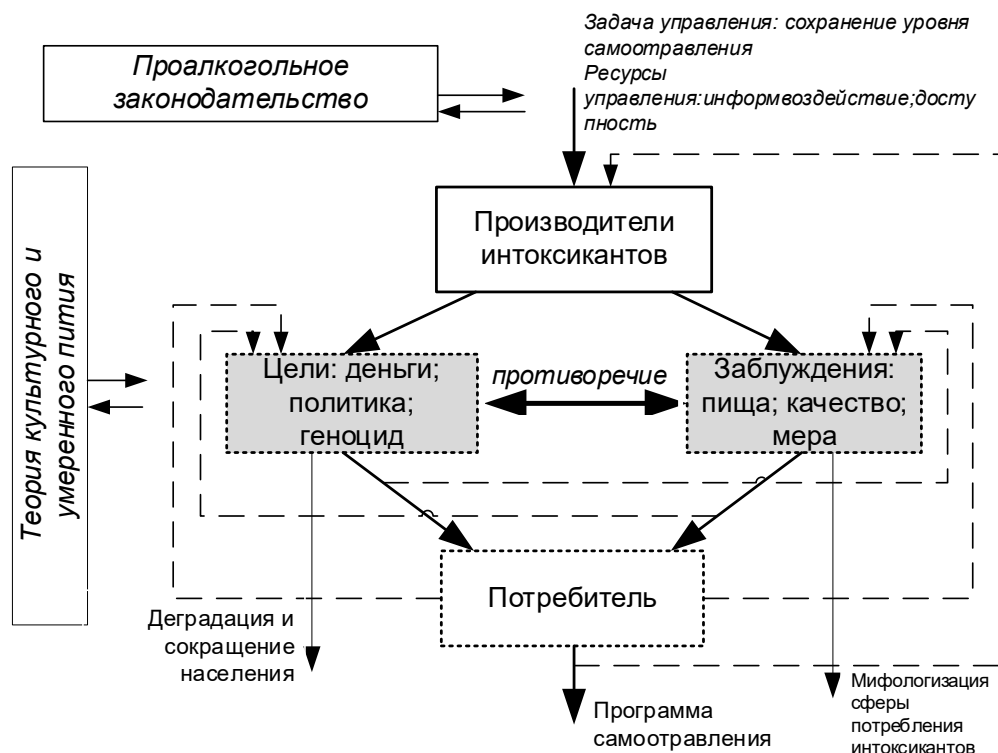 Задача управления: сохранение уровня
самоотравления
Ресурсы
управления:информвоздействие;досту
пность
Проалкогольное
законодательство
Теория культурного и
умеренного пития
Производители
интоксикантов
Цели: деньги;
политика;
геноцид
противоречие
Заблуждения:
пища; качество;
мера
Потребитель
Деградация и
сокращение
населения
Программа
самоотравления
Мифологизация
сферы
потребления
интоксикантов